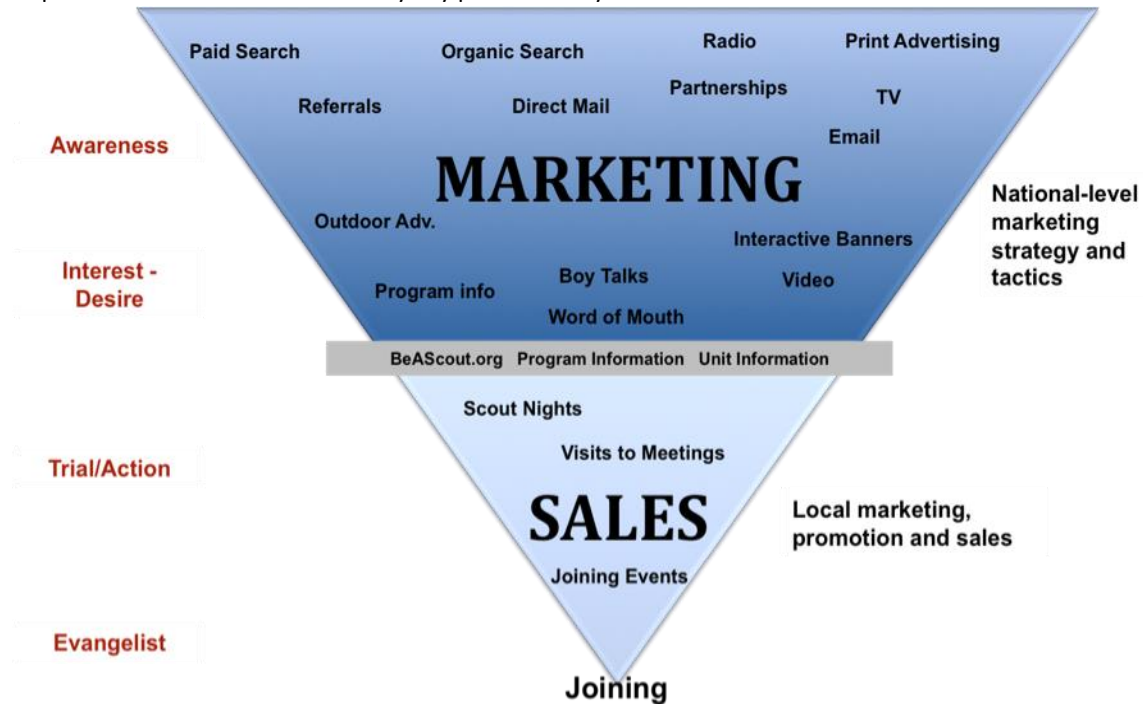 Paid Search
Organic Search
Radio
Print Advertising
Referrals
Direct Mail
Partnerships
TV
Email
Awareness
MARKETING
National-level
marketing
strategy and
tactics
Outdoor Adv.
Interactive Banners
Interest -
Desire
Program info
Boy Talks
Video
Word of Mouth
BeAScout.org Program Information Unit Information
Scout Nights
Visits to Meetings
Trial/Action
SALES
Local marketing,
promotion and sales
Joining Events
Evangelist
Joining